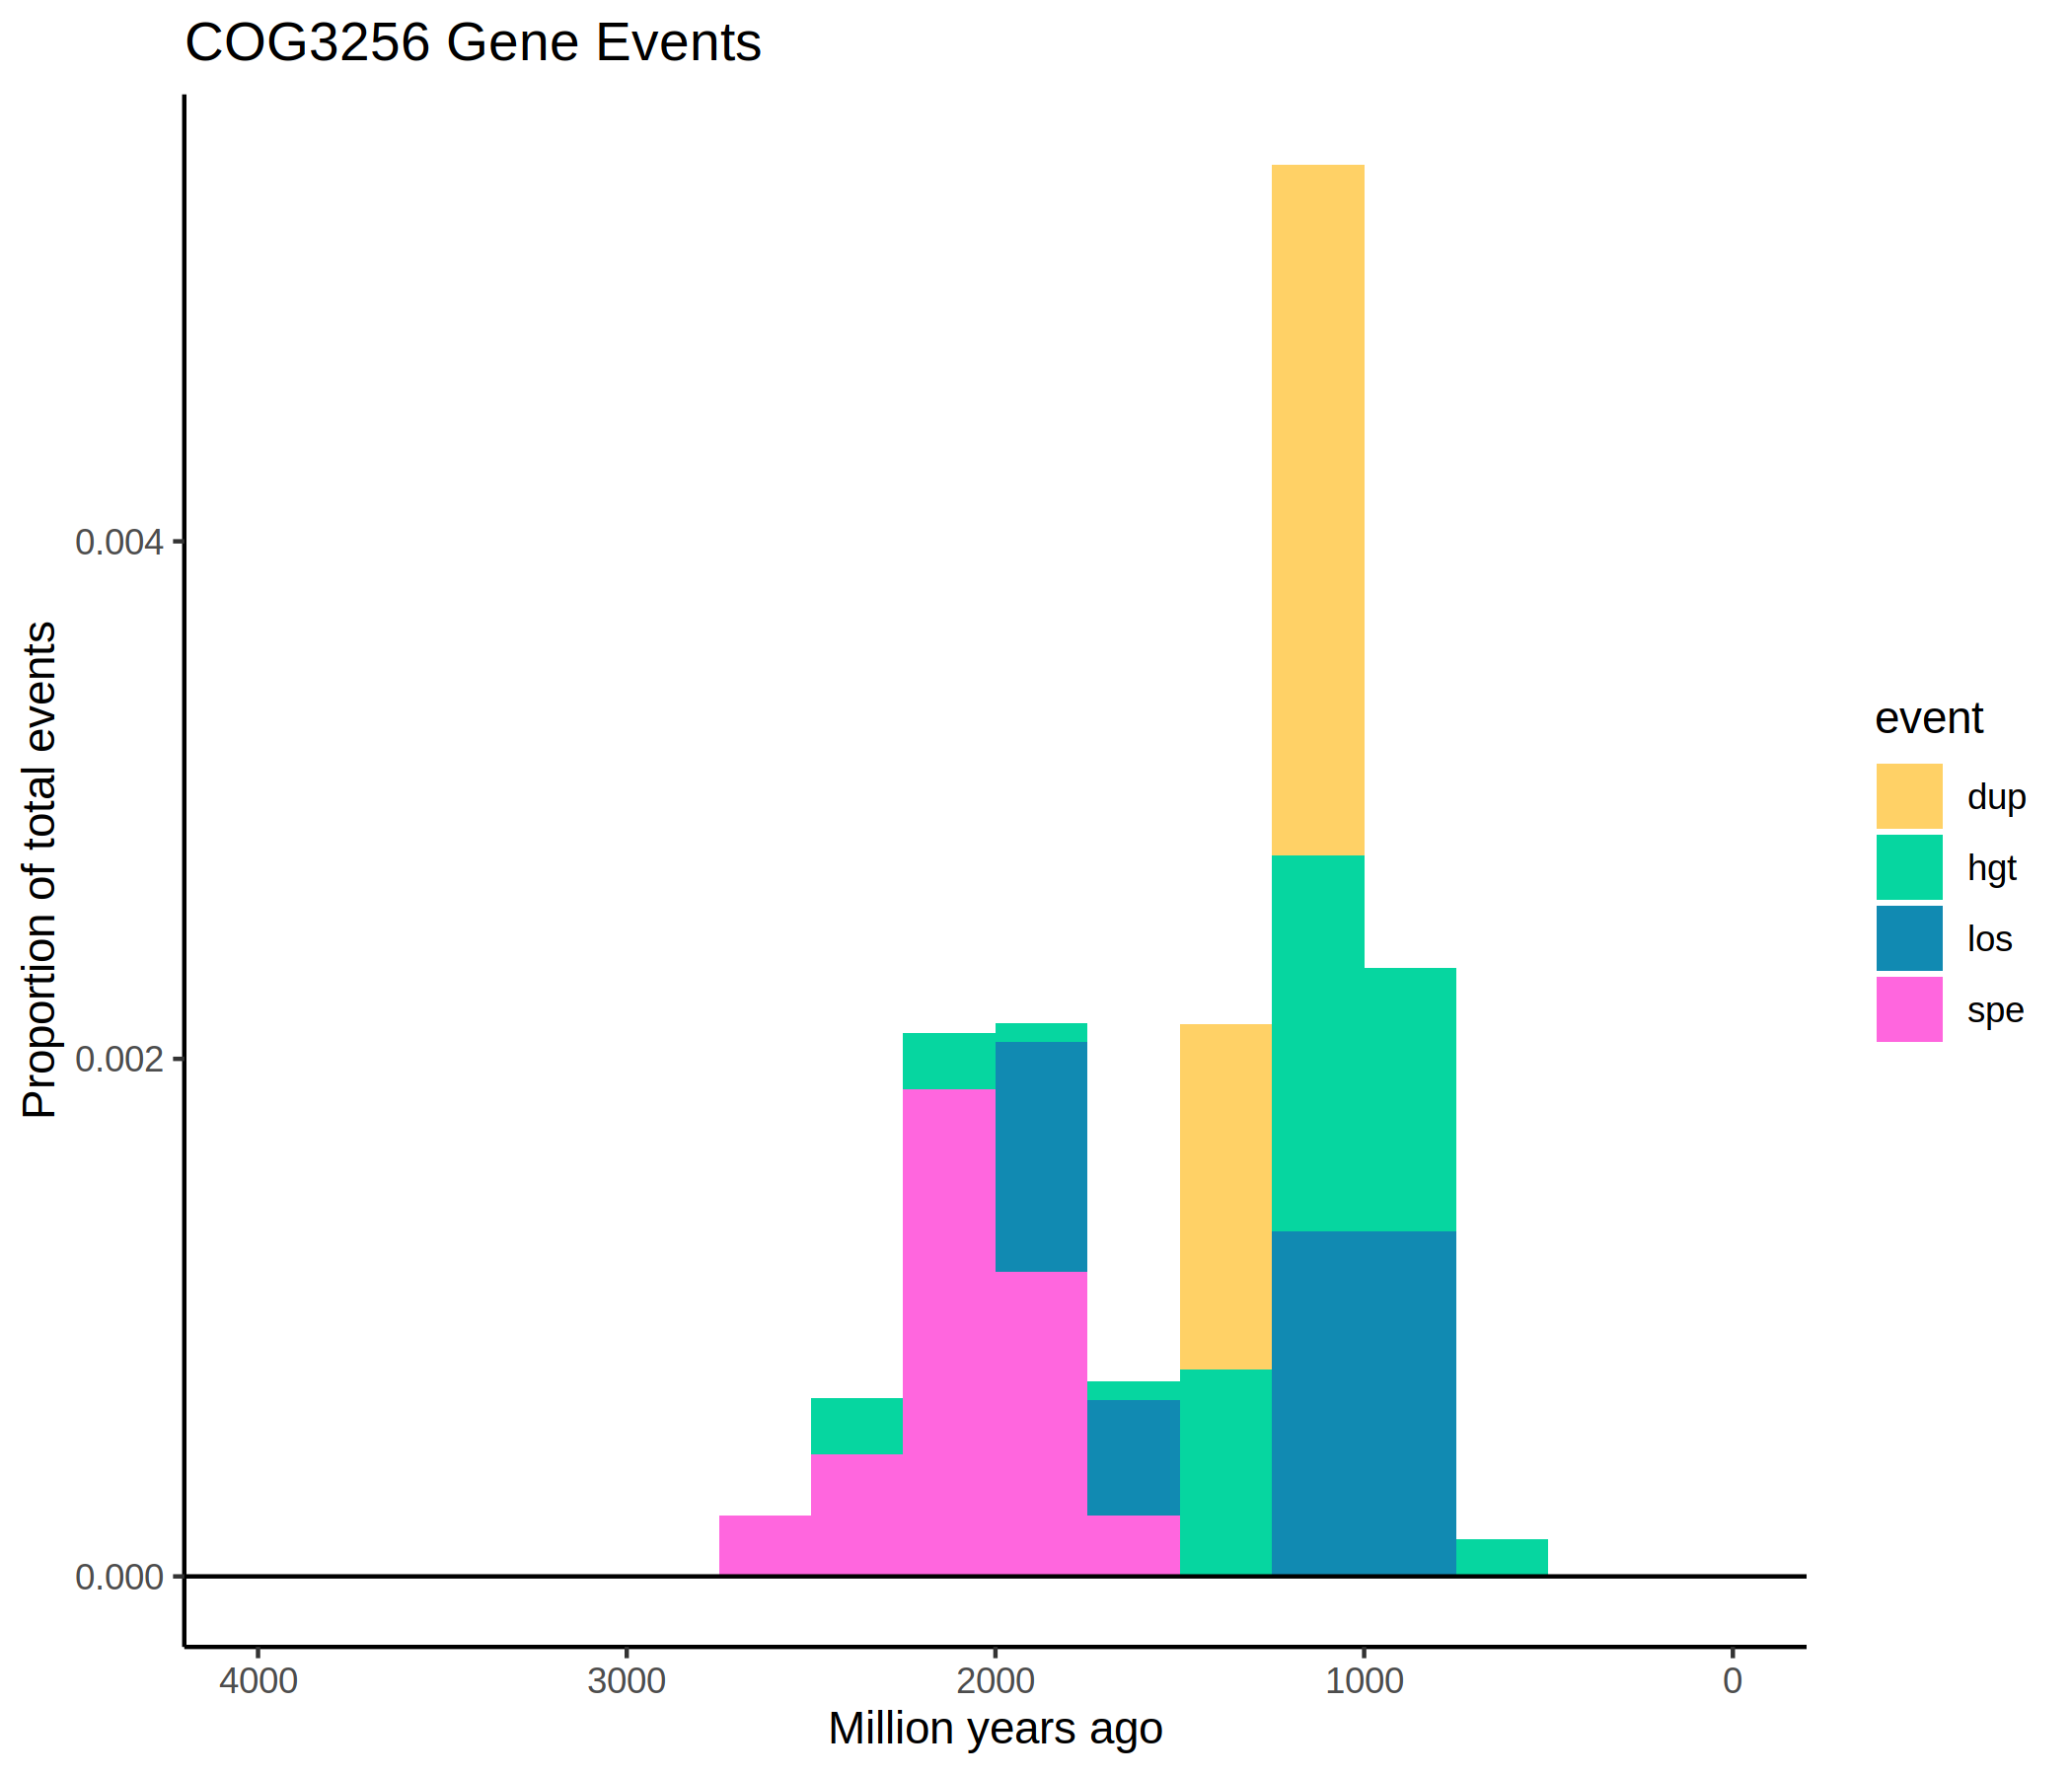 COG3256 Gene Events
Proportion of total events
0.004
0.002
0.000
4000 3000 2000 1000 0
Million years ago
event
dup
hgt
los
spe